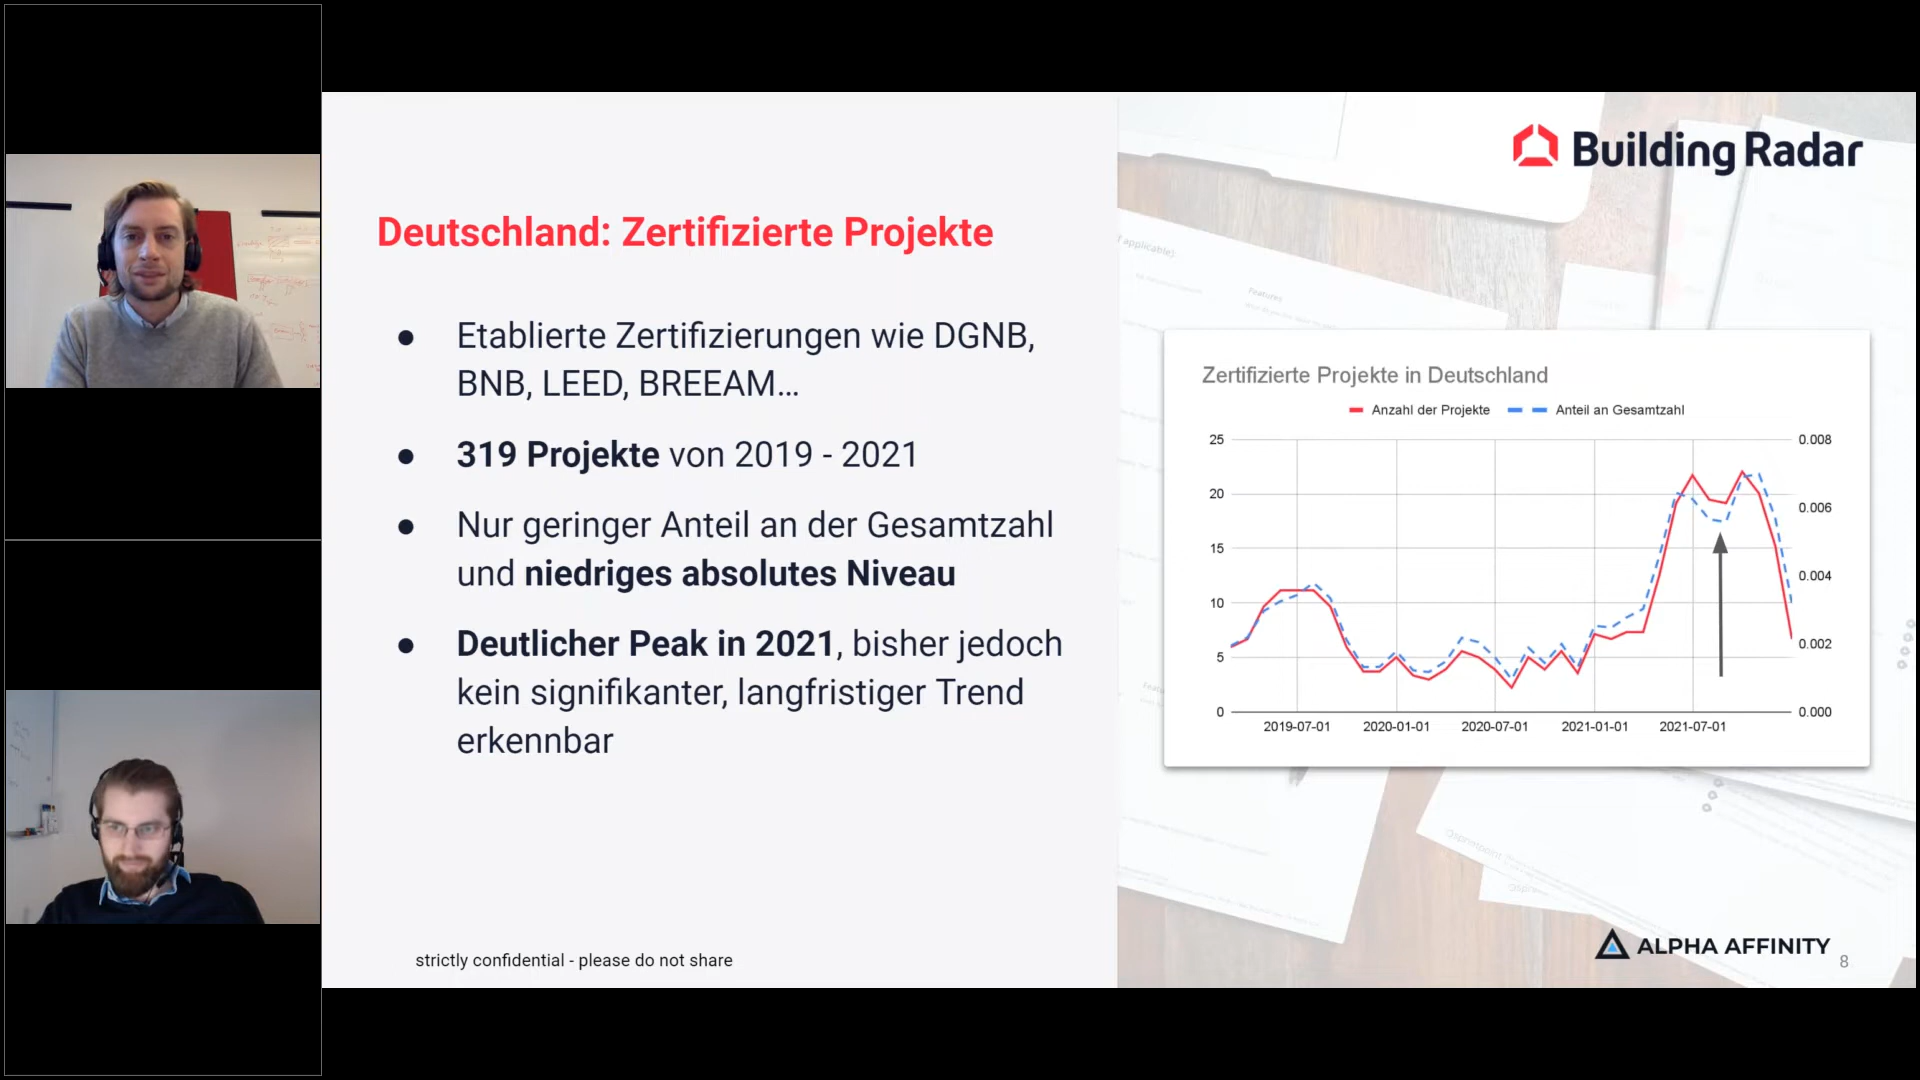 Building Radar
Deutschland: Zertifizierte Projekte
● Etablierte Zertifizierungen wie DGNB,
BNB, LEED, BREEAM...
● 319 Projekte von 2019 - 2021
● Nur geringer Anteil an der Gesamtzahl
und niedriges absolutes Niveau
● Deutlicher Peak in 2021, bisher jedoch
kein signifikanter, langfristiger Trend
erkennbar
strictly confidential - please do not share
f applicable):
Features
Zertifizierte Projekte in Deutschland
Anzahl der Projekte Anteil an Gesamtzahl
25 0.008
20 0.006
15 0.004
10 0.002
5 0.000
0
2019-07-01 2020-01-01 2020-07-01 2021-01-01 2021-07-01
ALPHA AFFINITY
8